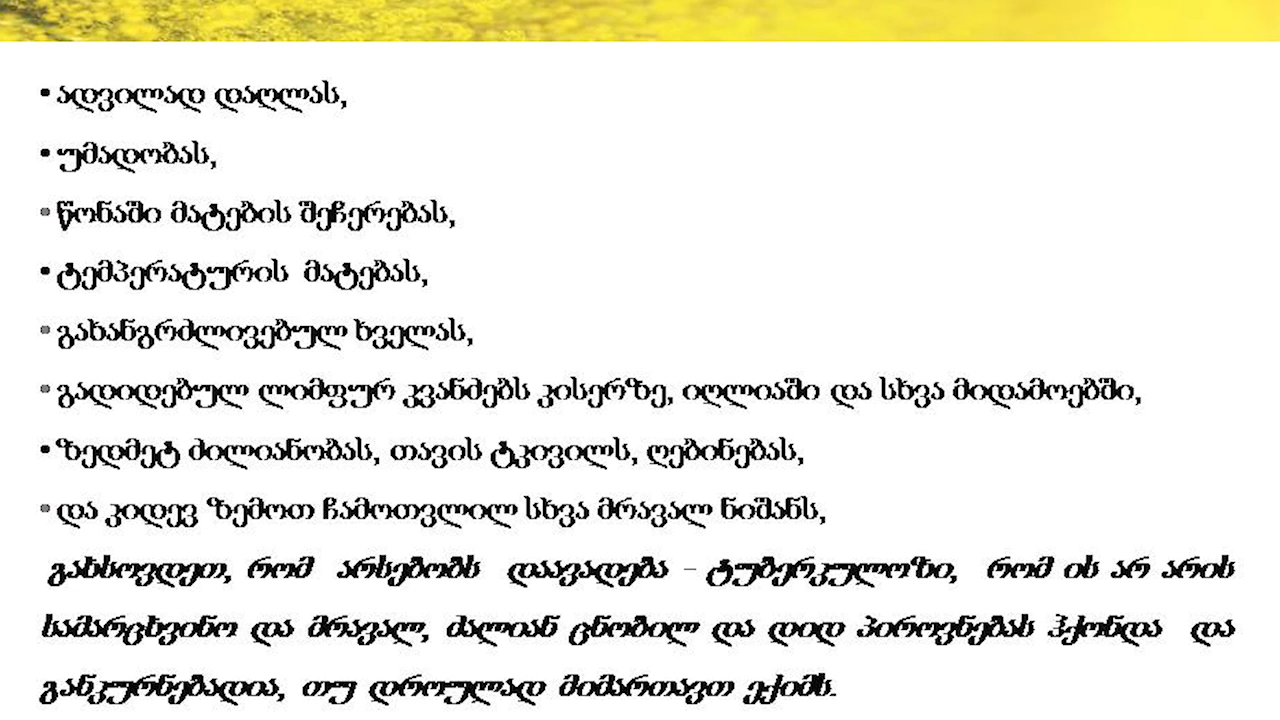 • ადვილად დაღლას,
• უმადობას,
• წონაში მატების შეჩერებას,
• ტემპერატურის მატებას,
• გახანგრძლივებულ ხველას,
• გადიდებულ ლიმფურ კვანძებს კისერზე, იღლიაში და სხვა მიდამოებში,
• ზედმეტ ძილიანობას, თავის ტკივილს, ღებინებას,
• და კიდევ ზემოთ ჩამოთვლილ სხვა მრავალ ნიშანს,
გახსოვდეთ, რომ არსებობს დაავადება – ტუბერკულოზი, რომ ის არ არის
სამარცხვინო და მრავალ, ძალიან ცნობილ და დიდ პიროვნებას ჰქონდა და
განკურნებადია, თუ დროულად მიმართავთ ექიმს.